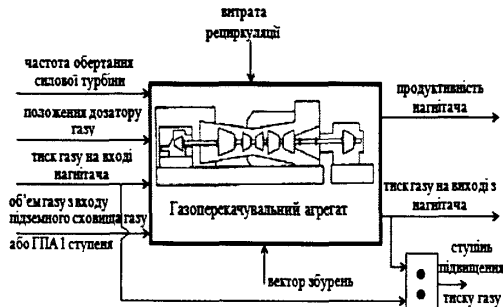 витрата
рециркуляції
частота обертання
силової турбіни
положення дозатору
газу
тиск газу на вході
нагнітача
об'єм газу з входу
підземного сховища газу
або ГПА 1 ступеня
Газоперекачувальний агрегат
вектор збурень
продуктивність
нагнітача
тиск газу на виході з
нагнітача
ступінь
підвищення
тиску газу